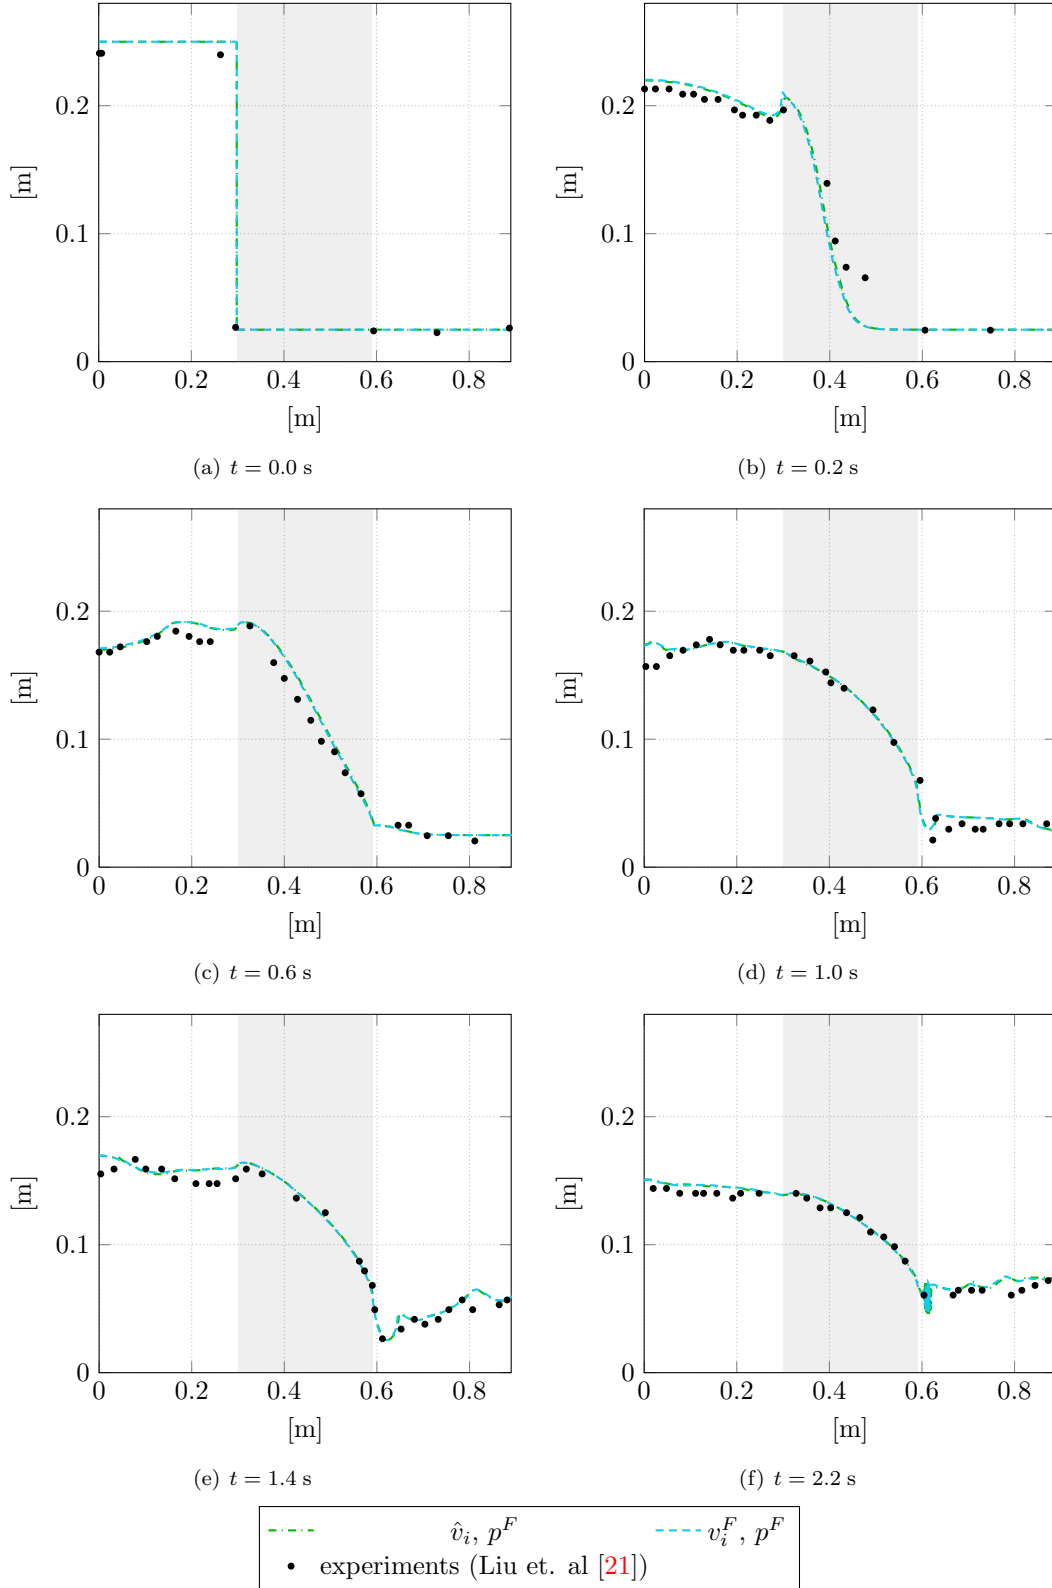 0.2
0.1
0
[m]
0 0.2 0.4 0.6 0.8
[m]
(a) t = 0.0 s
0.2
0.1
0
[m]
0 0.2 0.4 0.6 0.8
[m]
(b) t = 0.2 s
0.2
0.1
0
[m]
0 0.2 0.4 0.6 0.8
[m]
(c) t = 0.6 s
0.2
0.1
0
[m]
0 0.2 0.4 0.6 0.8
[m]
(d) t = 1.0 s
0.2
0.1
0
[m]
0 0.2 0.4 0.6 0.8
[m]
(e) t = 1.4 s
0.2
0.1
0
[m]
0 0.2 0.4 0.6 0.8
[m]
(f) t = 2.2 s
v̂_i, p^F
v_i^F, p^F
experiments (Liu et. al [21])